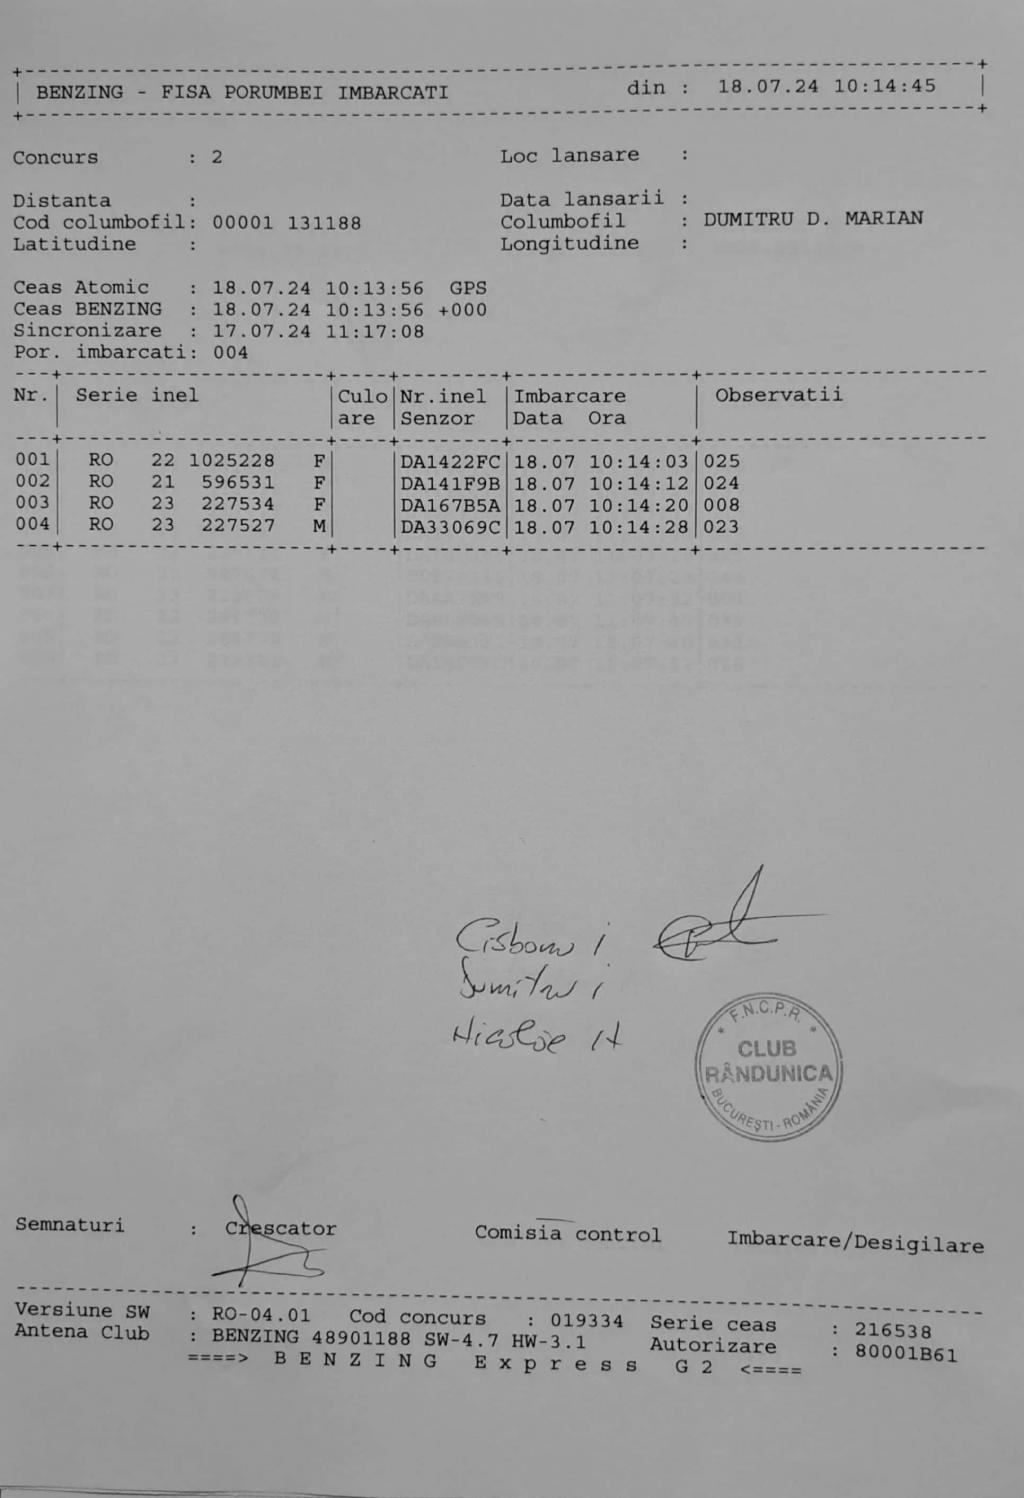 BENZING - FISA PORUMBEI IMBARCATI din : 18.07.24 10:14:45
Concurs : 2 Loc lansare :
Distanta : Data lansarii :
Cod columbofil: 00001 131188 Columbofil : DUMITRU D. MARIAN
Latitudine : Longitudine :
Ceas Atomic : 18.07.24 10:13:56 GPS
Ceas BENZING : 18.07.24 10:13:56 +000
Sincronizare : 17.07.24 11:17:08
Por. imbarcati: 004
Nr. | Serie inel | Culo | Nr.inel | Imbarcare | Observatii
| | are | Senzor | Data Ora |
001 | RO 22 1025228 F | | DA1422FC | 18.07 10:14:03 | 025
002 | RO 21 596531 F | | DA141F9B | 18.07 10:14:12 | 024
003 | RO 23 227534 F | | DA167B5A | 18.07 10:14:20 | 008
004 | RO 23 227527 M | | DA33069C | 18.07 10:14:28 | 023
Dumitru i
* F.N.C.P.R. *
CLUB
RÂNDUNICA
BUCUREȘTI - ROMÂNIA
Semnaturi : Crescator Comisia control Imbarcare/Desigilare
Versiune SW : RO-04.01 Cod concurs : 019334 Serie ceas : 216538
Antena Club : BENZING 48901188 SW-4.7 HW-3.1 Autorizare : 80001B61
====> B E N Z I N G E x p r e s s G 2 <====